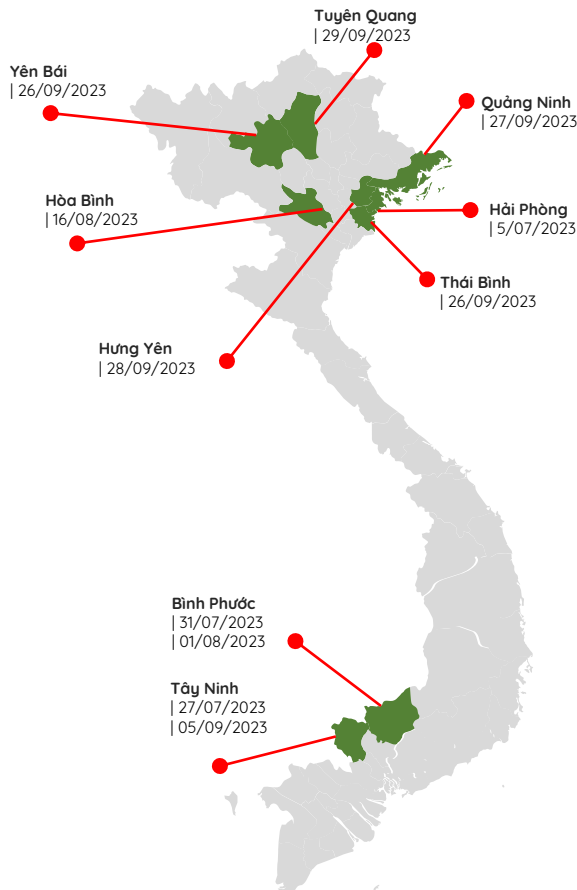 Tuyên Quang
| 29/09/2023
Yên Bái
| 26/09/2023
Quảng Ninh
| 27/09/2023
Hòa Bình
| 16/08/2023
Hải Phòng
| 5/07/2023
Thái Bình
| 26/09/2023
Hưng Yên
| 28/09/2023
Bình Phước
| 31/07/2023
| 01/08/2023
Tây Ninh
| 27/07/2023
| 05/09/2023